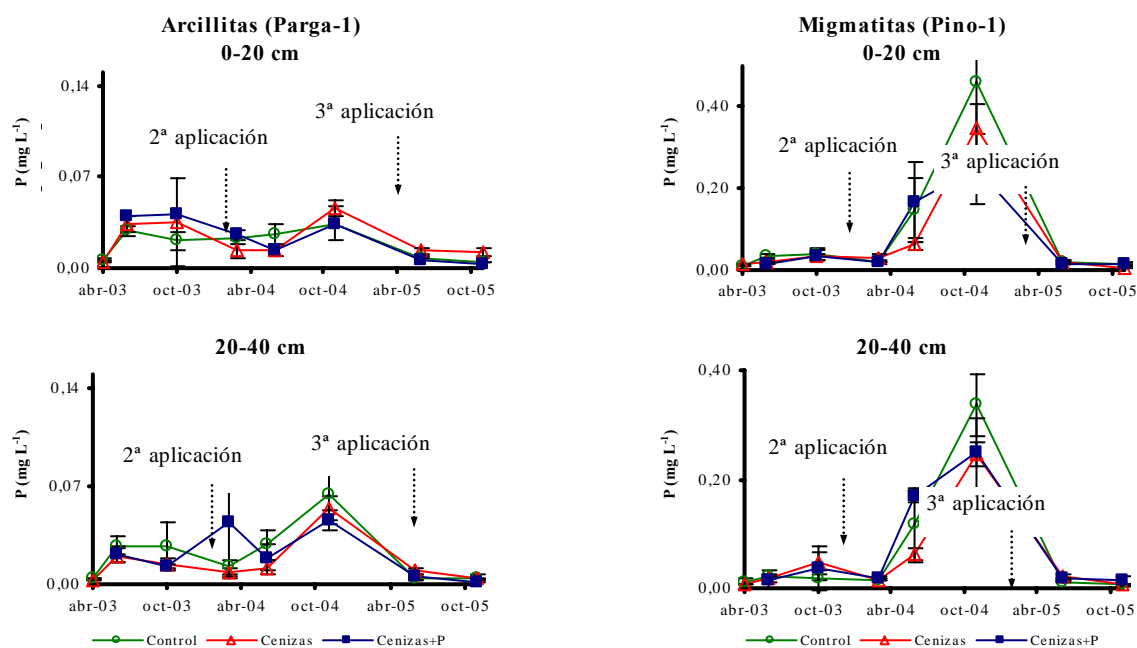 Arcillitas (Parga-1)
0-20 cm
P (mg L-1)
0,14
0,07
0,00
2ª aplicación
3ª aplicación
abr-03 oct-03 abr-04 oct-04 abr-05 oct-05
Migmatitas (Pino-1)
0-20 cm
P (mg L-1)
0,40
0,20
0,00
2ª aplicación
3ª aplicación
abr-03 oct-03 abr-04 oct-04 abr-05 oct-05
20-40 cm
P (mg L-1)
0,14
0,07
0,00
2ª aplicación
3ª aplicación
abr-03 oct-03 abr-04 oct-04 abr-05 oct-05
Control Cenizas Cenizas+P
20-40 cm
P (mg L-1)
0,40
0,20
0,00
2ª aplicación
3ª aplicación
abr-03 oct-03 abr-04 oct-04 abr-05 oct-05
Control Cenizas Cenizas+P